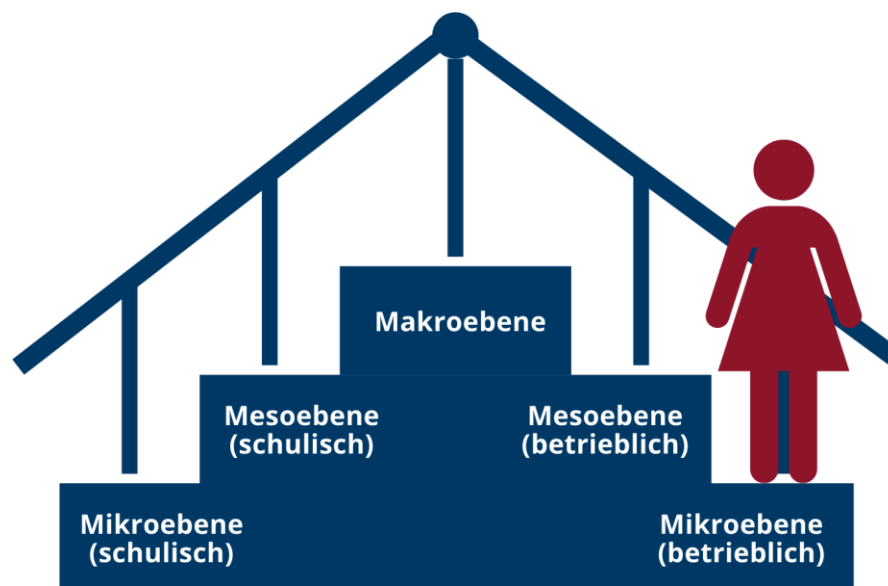 Makroebene
Mesoebene
(schulisch)
Mesoebene
(betrieblich)
Mikroebene
(schulisch)
Mikroebene
(betrieblich)